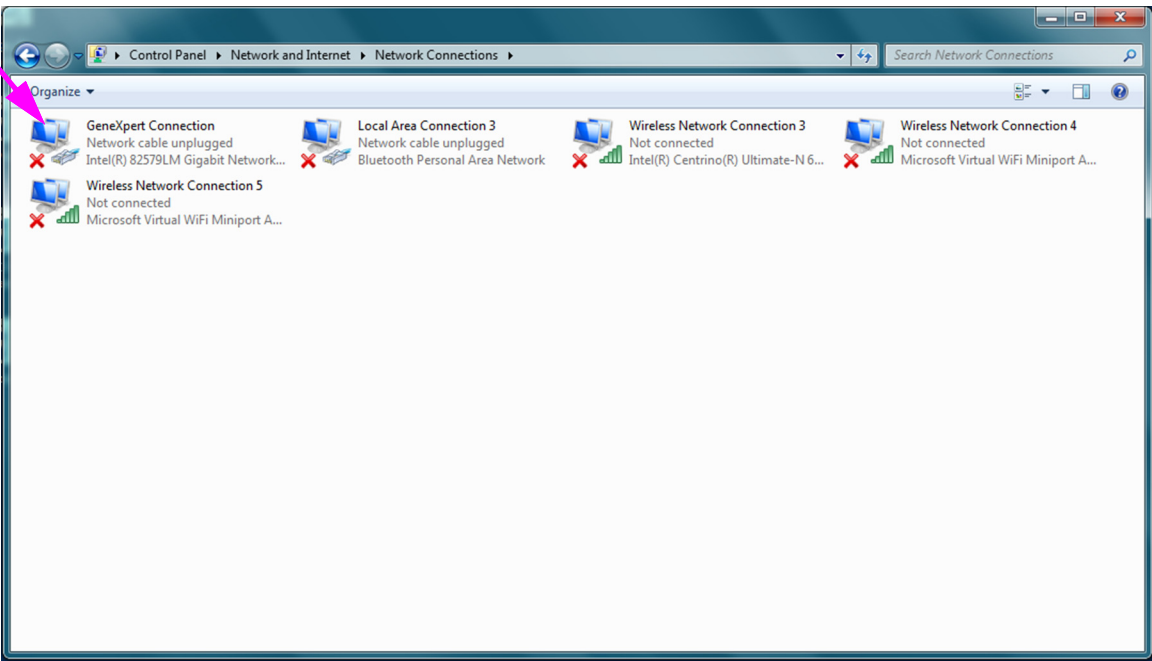 Control Panel Network and Internet Network Connections
Search Network Connections
Organize
GeneXpert Connection
Network cable unplugged
Intel(R) 82579LM Gigabit Network...
Local Area Connection 3
Network cable unplugged
Bluetooth Personal Area Network
Wireless Network Connection 3
Not connected
Intel(R) Centrino(R) Ultimate-N 6...
Wireless Network Connection 4
Not connected
Microsoft Virtual WiFi Miniport A...
Wireless Network Connection 5
Not connected
Microsoft Virtual WiFi Miniport A...